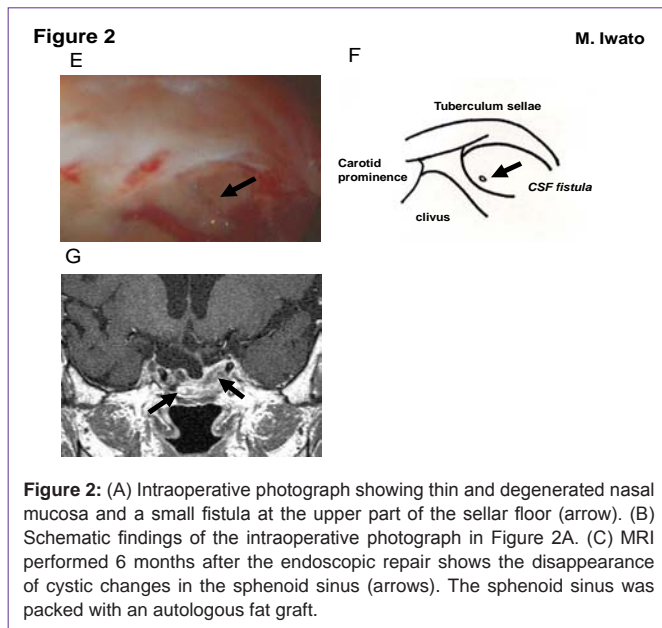 Figure 2
M. Iwato
E
F
Tuberculum sellae
Carotid
prominence
CSF fistula
clivus
G
Figure 2: (A) Intraoperative photograph showing thin and degenerated nasal
mucosa and a small fistula at the upper part of the sellar floor (arrow). (B)
Schematic findings of the intraoperative photograph in Figure 2A. (C) MRI
performed 6 months after the endoscopic repair shows the disappearance
of cystic changes in the sphenoid sinus (arrows). The sphenoid sinus was
packed with an autologous fat graft.